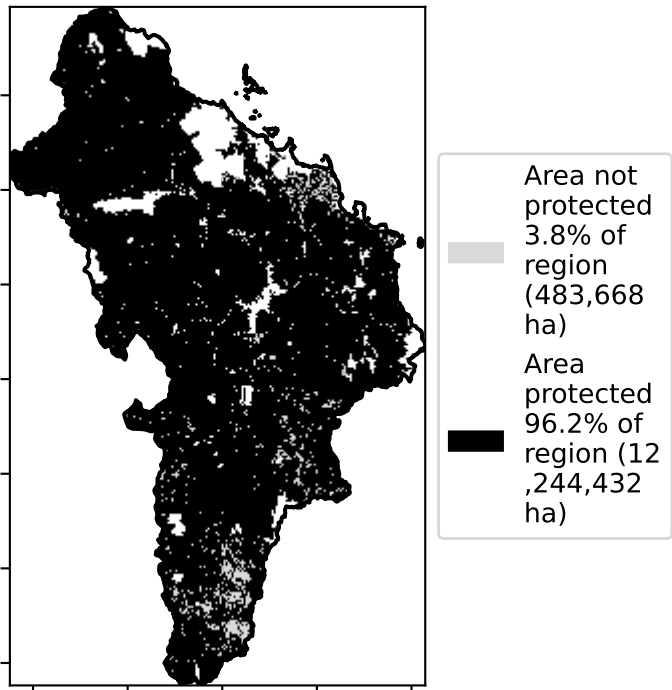 Area not
protected
3.8% of
region
(483,668
ha)
Area
protected
96.2% of
region (12
,244,432
ha)